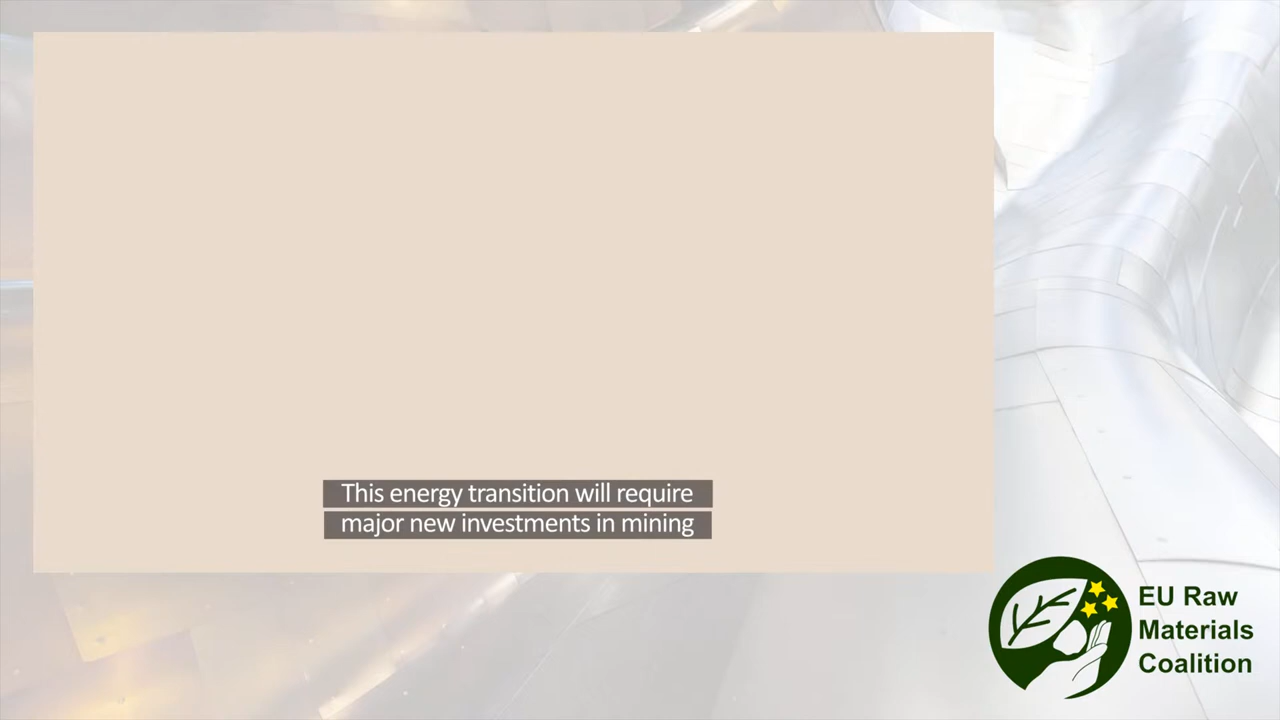 This energy transition will require
major new investments in mining
EU Raw
Materials
Coalition